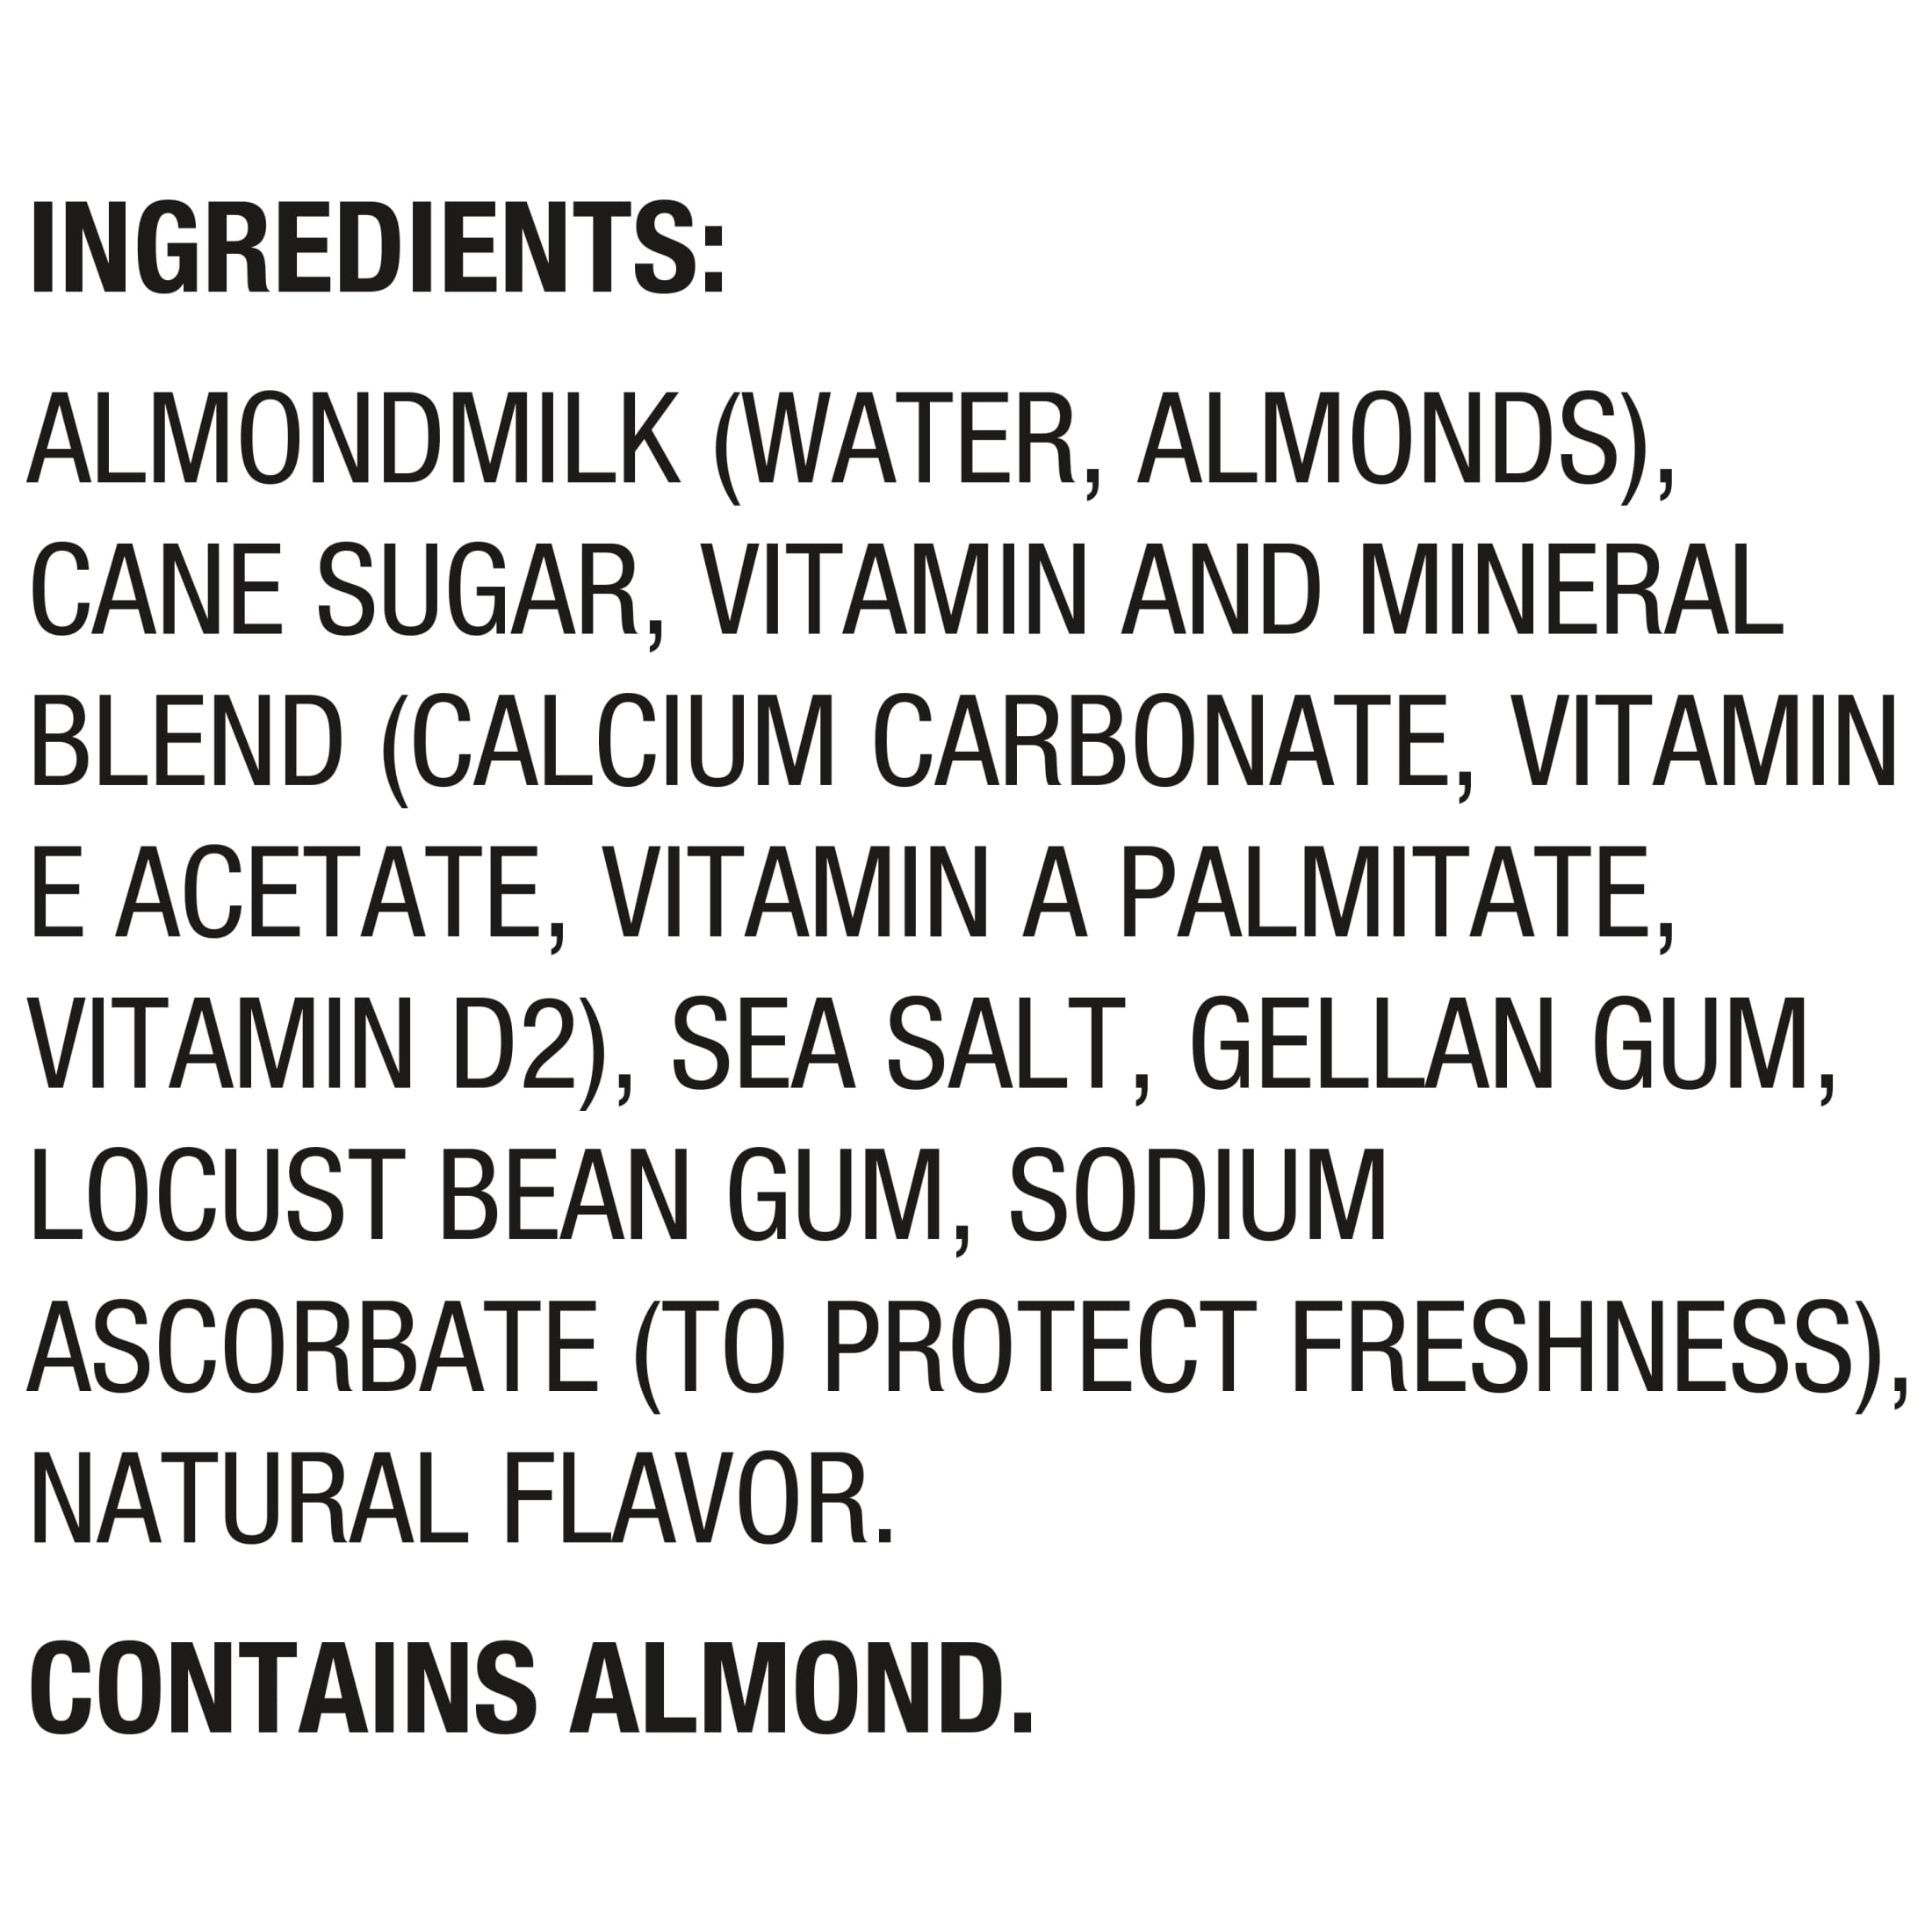 INGREDIENTS:
ALMONDMILK (WATER, ALMONDS),
CANE SUGAR, VITAMIN AND MINERAL
BLEND (CALCIUM CARBONATE, VITAMIN
E ACETATE, VITAMIN A PALMITATE,
VITAMIN D2), SEA SALT, GELLAN GUM,
LOCUST BEAN GUM, SODIUM
ASCORBATE (TO PROTECT FRESHNESS),
NATURAL FLAVOR.
CONTAINS ALMOND.